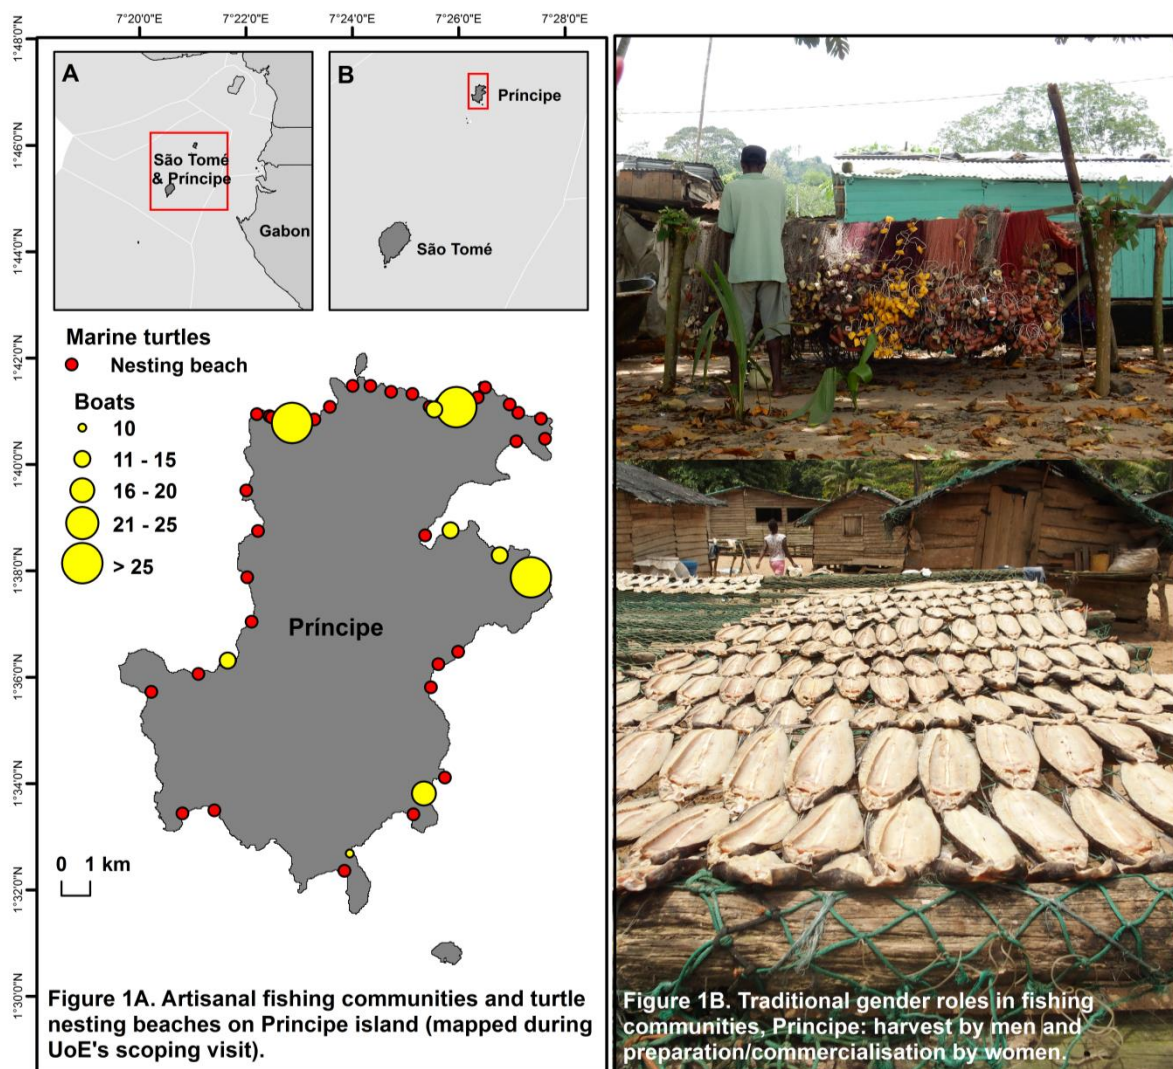 7°20'0"E
7°22'0"E
7°24'0"E
7°26'0"E
7°28'0"E
1°48'0"N
1°46'0"N
1°44'0"N
1°42'0"N
1°40'0"N
1°38'0"N
1°36'0"N
1°34'0"N
1°32'0"N
1°30'0"N
A
São Tomé
& Príncipe
Gabon
B
Príncipe
São Tomé
Marine turtles
Nesting beach
Boats
10
11 - 15
16 - 20
21 - 25
> 25
Príncipe
0 1 km
Figure 1A. Artisanal fishing communities and turtle
nesting beaches on Principe island (mapped during
UoE's scoping visit).
Figure 1B. Traditional gender roles in fishing
communities, Principe: harvest by men and
preparation/commercialisation by women.